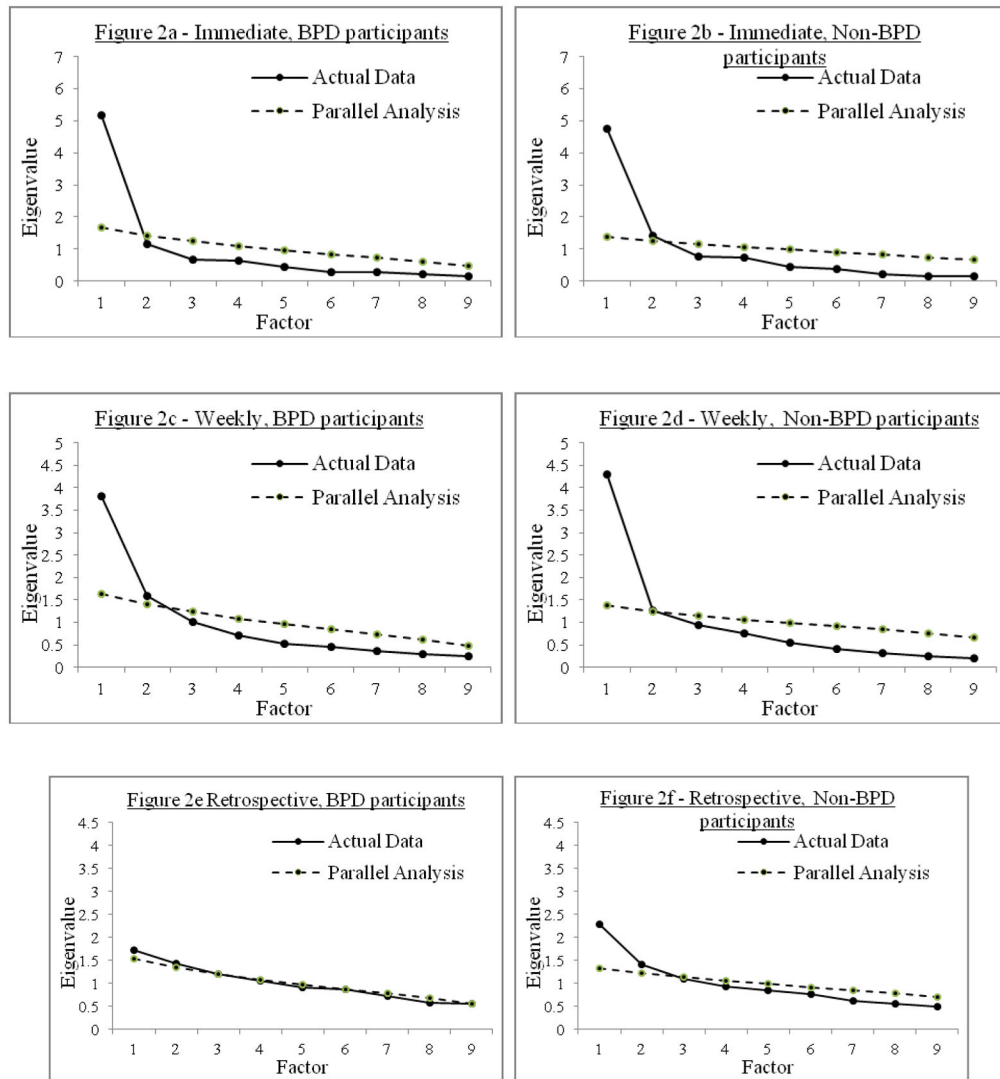 Figure 2a - Immediate, BPD participants
7
6
5
4
3
2
1
0
Eigenvalue
Actual Data
Parallel Analysis
1 2 3 4 5 6 7 8 9
Factor
Figure 2b - Immediate, Non-BPD
participants
7
6
5
4
3
2
1
0
Eigenvalue
Actual Data
Parallel Analysis
1 2 3 4 5 6 7 8 9
Factor
Figure 2c - Weekly, BPD participants
5
4.5
4
3.5
3
2.5
2
1.5
1
0.5
0
Eigenvalue
Actual Data
Parallel Analysis
1 2 3 4 5 6 7 8 9
Factor
Figure 2d - Weekly, Non-BPD participants
5
4.5
4
3.5
3
2.5
2
1.5
1
0.5
0
Eigenvalue
Actual Data
Parallel Analysis
1 2 3 4 5 6 7 8 9
Factor
Figure 2e Retrospective, BPD participants
4.5
4
3.5
3
2.5
2
1.5
1
0.5
0
Eigenvalue
Actual Data
Parallel Analysis
1 2 3 4 5 6 7 8 9
Factor
Figure 2f - Retrospective, Non-BPD
participants
4.5
4
3.5
3
2.5
2
1.5
1
0.5
0
Eigenvalue
Actual Data
Parallel Analysis
1 2 3 4 5 6 7 8 9
Factor